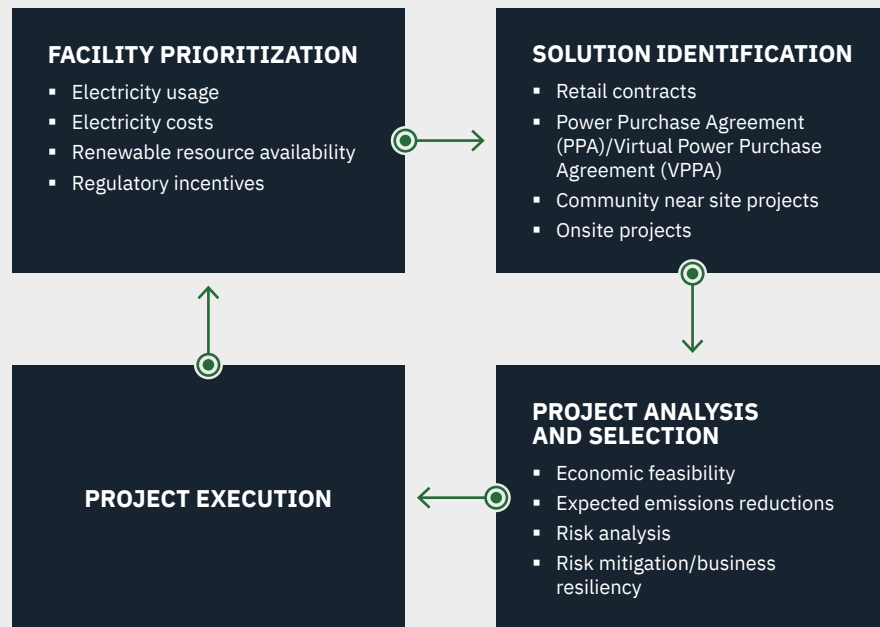 FACILITY PRIORITIZATION
▪ Electricity usage
▪ Electricity costs
▪ Renewable resource availability
▪ Regulatory incentives
SOLUTION IDENTIFICATION
▪ Retail contracts
▪ Power Purchase Agreement
(PPA)/Virtual Power Purchase
Agreement (VPPA)
▪ Community near site projects
▪ Onsite projects
PROJECT ANALYSIS
AND SELECTION
▪ Economic feasibility
▪ Expected emissions reductions
▪ Risk analysis
▪ Risk mitigation/business
resiliency
PROJECT EXECUTION